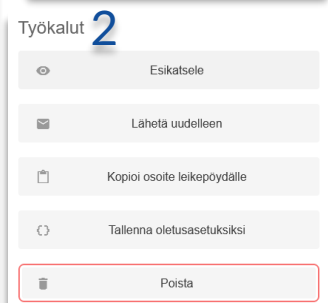 Työkalut 2
Esikatsele
Lähetä uudelleen
Kopioi osoite leikepöydälle
Tallenna oletusasetuksiksi
Poista